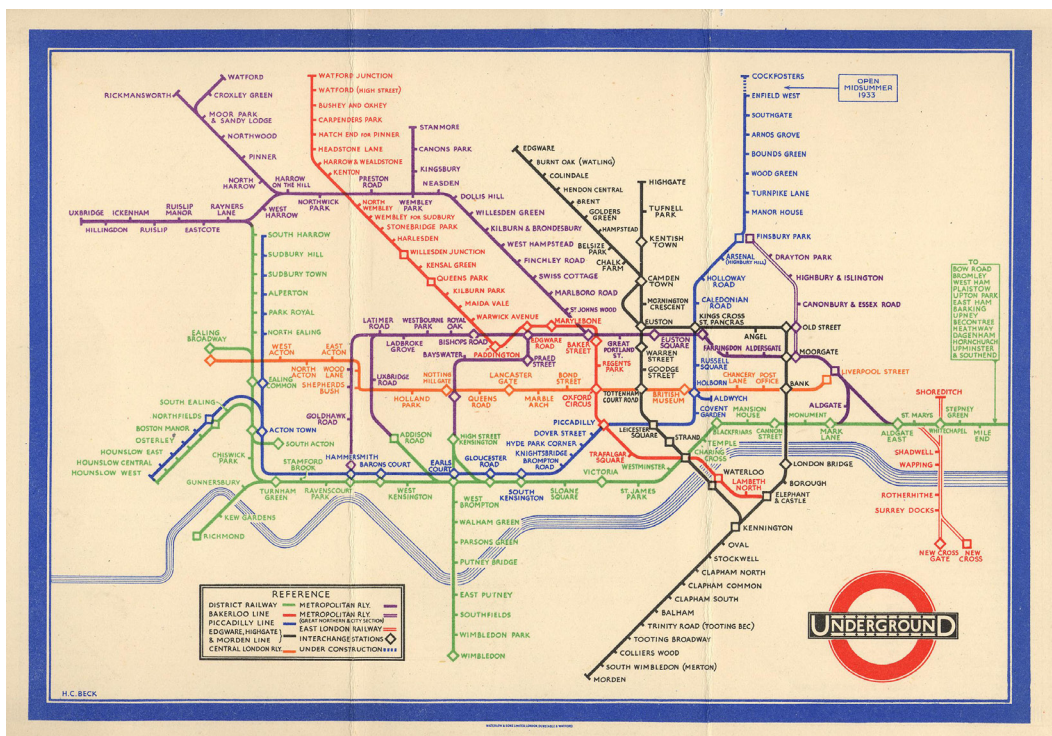 WATFORD
RICKMANSWORTH
CROXLEY GREEN
MOOR PARK
& SANDY LODGE
NORTHWOOD
PINNER
NORTH
HARROW
HARROW
ON THE HILL
NORTHWICK
PARK
PRESTON
ROAD
WEMBLEY
PARK
NEASDEN
STANMORE
CANONS PARK
KINGSBURY
DOLLIS HILL
WILLESDEN GREEN
KILBURN & BRONDESBURY
WEST HAMPSTEAD
FINCHLEY ROAD
SWISS COTTAGE
MARLBORO ROAD
ST. JOHNS WOOD
UXBRIDGE
ICKENHAM
RUISLIP
MANOR
RAYNERS
LANE
WEST
HARROW
HILLINGDON
RUISLIP
EASTCOTE
WATFORD JUNCTION
WATFORD (HIGH STREET)
BUSHEY AND OXHEY
CARPENDERS PARK
HATCH END FOR PINNER
HEADSTONE LANE
HARROW & WEALDSTONE
KENTON
NORTH
WEMBLEY
WEMBLEY FOR SUDBURY
STONEBRIDGE PARK
HARLESDEN
WILLESDEN JUNCTION
KENSAL GREEN
QUEENS PARK
KILBURN PARK
MAIDA VALE
WARWICK AVENUE
MARYLEBONE
EDGWARE
ROAD
PADDINGTON
BAKER
STREET
REGENTS
PARK
EDGWARE
BURNT OAK (WATLING)
COLINDALE
HENDON CENTRAL
BRENT
GOLDERS
GREEN
HAMPSTEAD
BELSIZE
PARK
CHALK
FARM
HIGHGATE
TUFNELL
PARK
KENTISH
TOWN
CAMDEN
TOWN
MORNINGTON
CRESCENT
EUSTON
WARREN
STREET
GOODGE
STREET
TOTTENHAM
COURT ROAD
COCKFOSTERS
OPEN
MIDSUMMER
1933
ENFIELD WEST
SOUTHGATE
ARNOS GROVE
BOUNDS GREEN
WOOD GREEN
TURNPIKE LANE
MANOR HOUSE
FINSBURY PARK
ARSENAL
(HIGHBURY HILL)
HOLLOWAY
ROAD
CALEDONIAN
ROAD
KINGS CROSS
ST. PANCRAS
DRAYTON PARK
HIGHBURY & ISLINGTON
CANONBURY & ESSEX ROAD
OLD STREET
ANGEL
MOORGATE
TO
BOW ROAD
BROMLEY
WEST HAM
PLAISTOW
UPTON PARK
EAST HAM
BARKING
UPNEY
BECONTREE
HEATHWAY
DAGENHAM
HORNCHURCH
UPMINSTER
& SOUTHEND
SOUTH HARROW
SUDBURY HILL
SUDBURY TOWN
ALPERTON
PARK ROYAL
NORTH EALING
EALING
BROADWAY
WEST
ACTON
EAST
ACTON
NORTH
ACTON
WOOD
LANE
SHEPHERDS
BUSH
EALING
COMMON
LATIMER
ROAD
WESTBOURNE
PARK
ROYAL
OAK
LADBROKE
GROVE
BISHOPS ROAD
BAYSWATER
PRAED
STREET
UXBRIDGE
ROAD
NOTTING
HILL GATE
HOLLAND
PARK
QUEENS
ROAD
LANCASTER
GATE
MARBLE
ARCH
BOND
STREET
OXFORD
CIRCUS
GREAT
PORTLAND
ST.
EUSTON
SQUARE
FARRINGDON
ALDERSGATE
RUSSELL
SQUARE
HOLBORN
BRITISH
MUSEUM
CHANCERY
LANE
POST
OFFICE
BANK
LIVERPOOL STREET
ALDWYCH
COVENT
GARDEN
LEICESTER
SQUARE
STRAND
PICCADILLY
DOVER STREET
HYDE PARK CORNER
KNIGHTSBRIDGE
BROMPTON
ROAD
TRAFALGAR
SQUARE
SOUTH EALING
NORTHFIELDS
BOSTON MANOR
OSTERLEY
HOUNSLOW EAST
HOUNSLOW CENTRAL
HOUNSLOW WEST
ACTON TOWN
SOUTH ACTON
CHISWICK
PARK
STAMFORD
BROOK
GUNNERSBURY
TURNHAM
GREEN
RAVENSCOURT
PARK
KEW GARDENS
RICHMOND
GOLDHAWK
ROAD
HAMMERSMITH
BARONS COURT
ADDISON
ROAD
WEST
KENSINGTON
HIGH STREET
KENSINGTON
EARLS
COURT
GLOUCESTER
ROAD
SOUTH
KENSINGTON
SLOANE
SQUARE
VICTORIA
ST. JAMES
PARK
WESTMINSTER
CHARING
CROSS
TEMPLE
BLACKFRIARS
MANSION
HOUSE
CANNON
STREET
MONUMENT
MARK
LANE
ALDGATE
ALDGATE
EAST
ST. MARYS
WHITECHAPEL
STEPNEY
GREEN
MILE
END
SHOREDITCH
SHADWELL
WAPPING
ROTHERHITHE
SURREY DOCKS
NEW CROSS
GATE
NEW
CROSS
WATERLOO
LAMBETH
NORTH
LONDON BRIDGE
BOROUGH
ELEPHANT
& CASTLE
KENNINGTON
OVAL
STOCKWELL
CLAPHAM NORTH
CLAPHAM COMMON
CLAPHAM SOUTH
BALHAM
TRINITY ROAD (TOOTING BEC)
TOOTING BROADWAY
COLLIERS WOOD
SOUTH WIMBLEDON (MERTON)
MORDEN
WEST
BROMPTON
WALHAM GREEN
PARSONS GREEN
PUTNEY BRIDGE
EAST PUTNEY
SOUTHFIELDS
WIMBLEDON PARK
WIMBLEDON
REFERENCE
DISTRICT RAILWAY
BAKERLOO LINE
PICCADILLY LINE
EDGWARE, HIGHGATE
& MORDEN LINE
CENTRAL LONDON RLY.
METROPOLITAN RLY.
METROPOLITAN RLY.
(GREAT NORTHERN & CITY SECTION)
EAST LONDON RAILWAY
INTERCHANGE STATIONS
UNDER CONSTRUCTION
UNDERGROUND
H.C. BECK